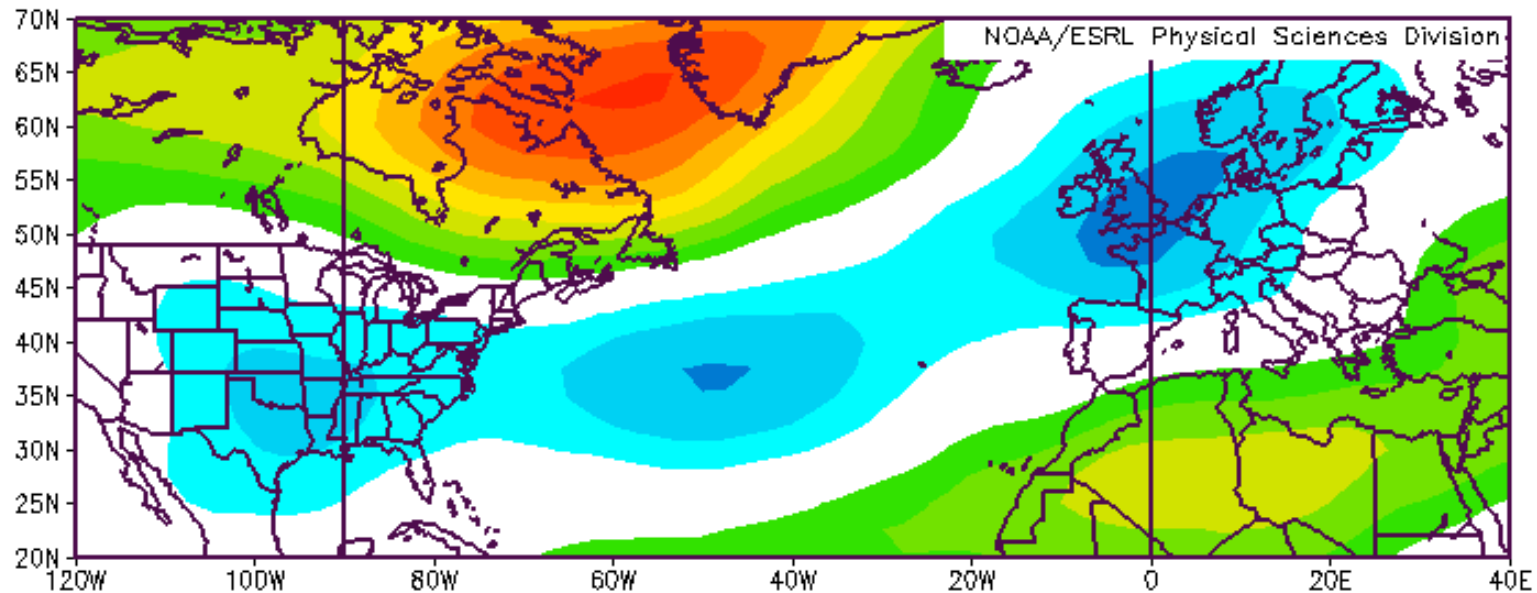 70N
NOAA/ESRL Physical Sciences Division
65N
60N
55N
50N
45N
40N
35N
30N
25N
20N
120W 100W 80W 60W 40W 20W 0 20E 40E